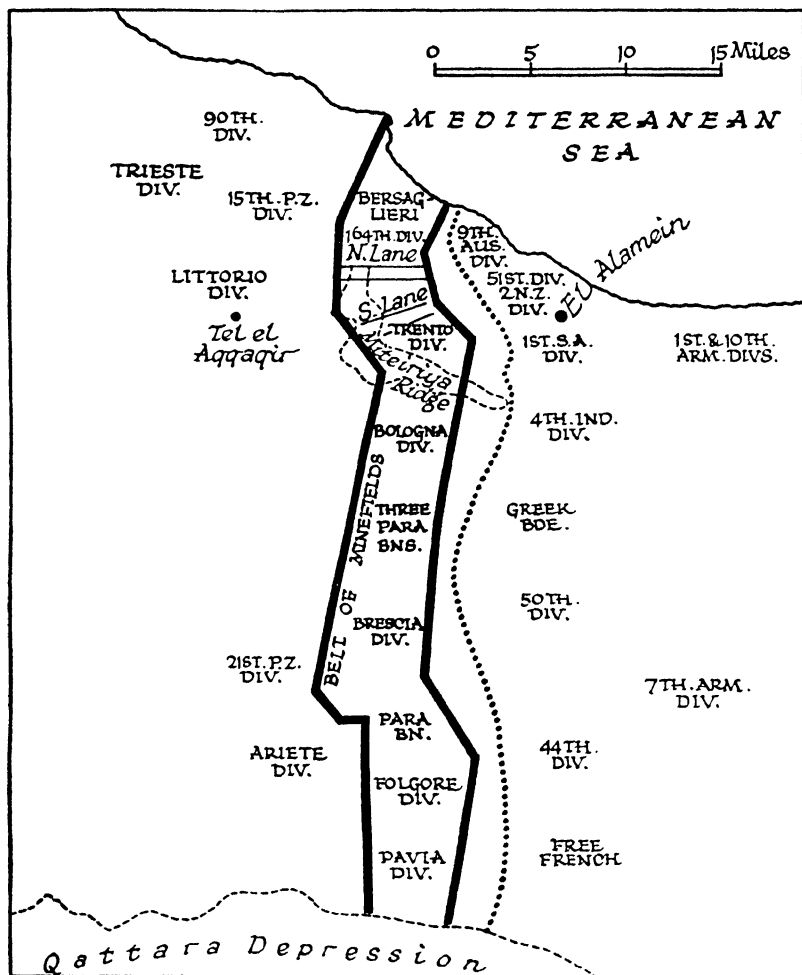 0 5 10 15 Miles
MEDITERRANEAN
SEA
90TH.
DIV.
TRIESTE
DIV.
15TH. PZ.
DIV.
BERSAG-
LIERI
164TH. DIV.
N. Lane
9TH.
AUS.
DIV.
51ST. DIV.
2 N.Z.
DIV.
El Alamein
LITTORIO
DIV.
Tel el
Aqqaqir
S. Lane
TRENTO
DIV.
1ST. S.A.
DIV.
1ST. & 10TH.
ARM. DIVS.
Miteiriya
Ridge
BOLOGNA
DIV.
4TH. IND.
DIV.
BELT OF MINEFIELDS
THREE
PARA
BNS.
GREEK
BDE.
BRESCIA
DIV.
50TH.
DIV.
21ST. PZ.
DIV.
7TH. ARM.
DIV.
PARA
BN.
ARIETE
DIV.
44TH.
DIV.
FOLGORE
DIV.
PAVIA
DIV.
FREE
FRENCH
Qattara Depression